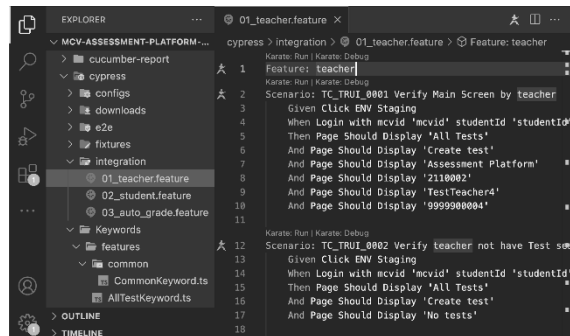 EXPLORER
...
01_teacher.feature
MCV-ASSESSMENT-PLATFORM-...
cucumber-report
cypress
configs
downloads
e2e
fixtures
integration
01_teacher.feature
02_student.feature
03_auto_grade.feature
Keywords
features
common
CommonKeyword.ts
AllTestKeyword.ts
OUTLINE
TIMELINE
cypress > integration > 01_teacher.feature > Feature: teacher
Karate: Run | Karate: Debug
1 Feature: teacher
Karate: Run | Karate: Debug
2 Scenario: TC_TRUI_0001 Verify Main Screen by teacher
3 Given Click ENV Staging
4 When Login with mcvid 'mcvid' studentId 'studentId'
5 Then Page Should Display 'All Tests'
6 And Page Should Display 'Create test'
7 And Page Should Display 'Assessment Platform'
8 And Page Should Display '2110002'
9 And Page Should Display 'TestTeacher4'
10 And Page Should Display '9999900004'
11
Karate: Run | Karate: Debug
12 Scenario: TC_TRUI_0002 Verify teacher not have Test
13 Given Click ENV Staging
14 When Login with mcvid 'mcvid' studentId 'studentId
15 Then Page Should Display 'All Tests'
16 And Page Should Display 'Create test'
17 And Page Should Display 'No tests'
18